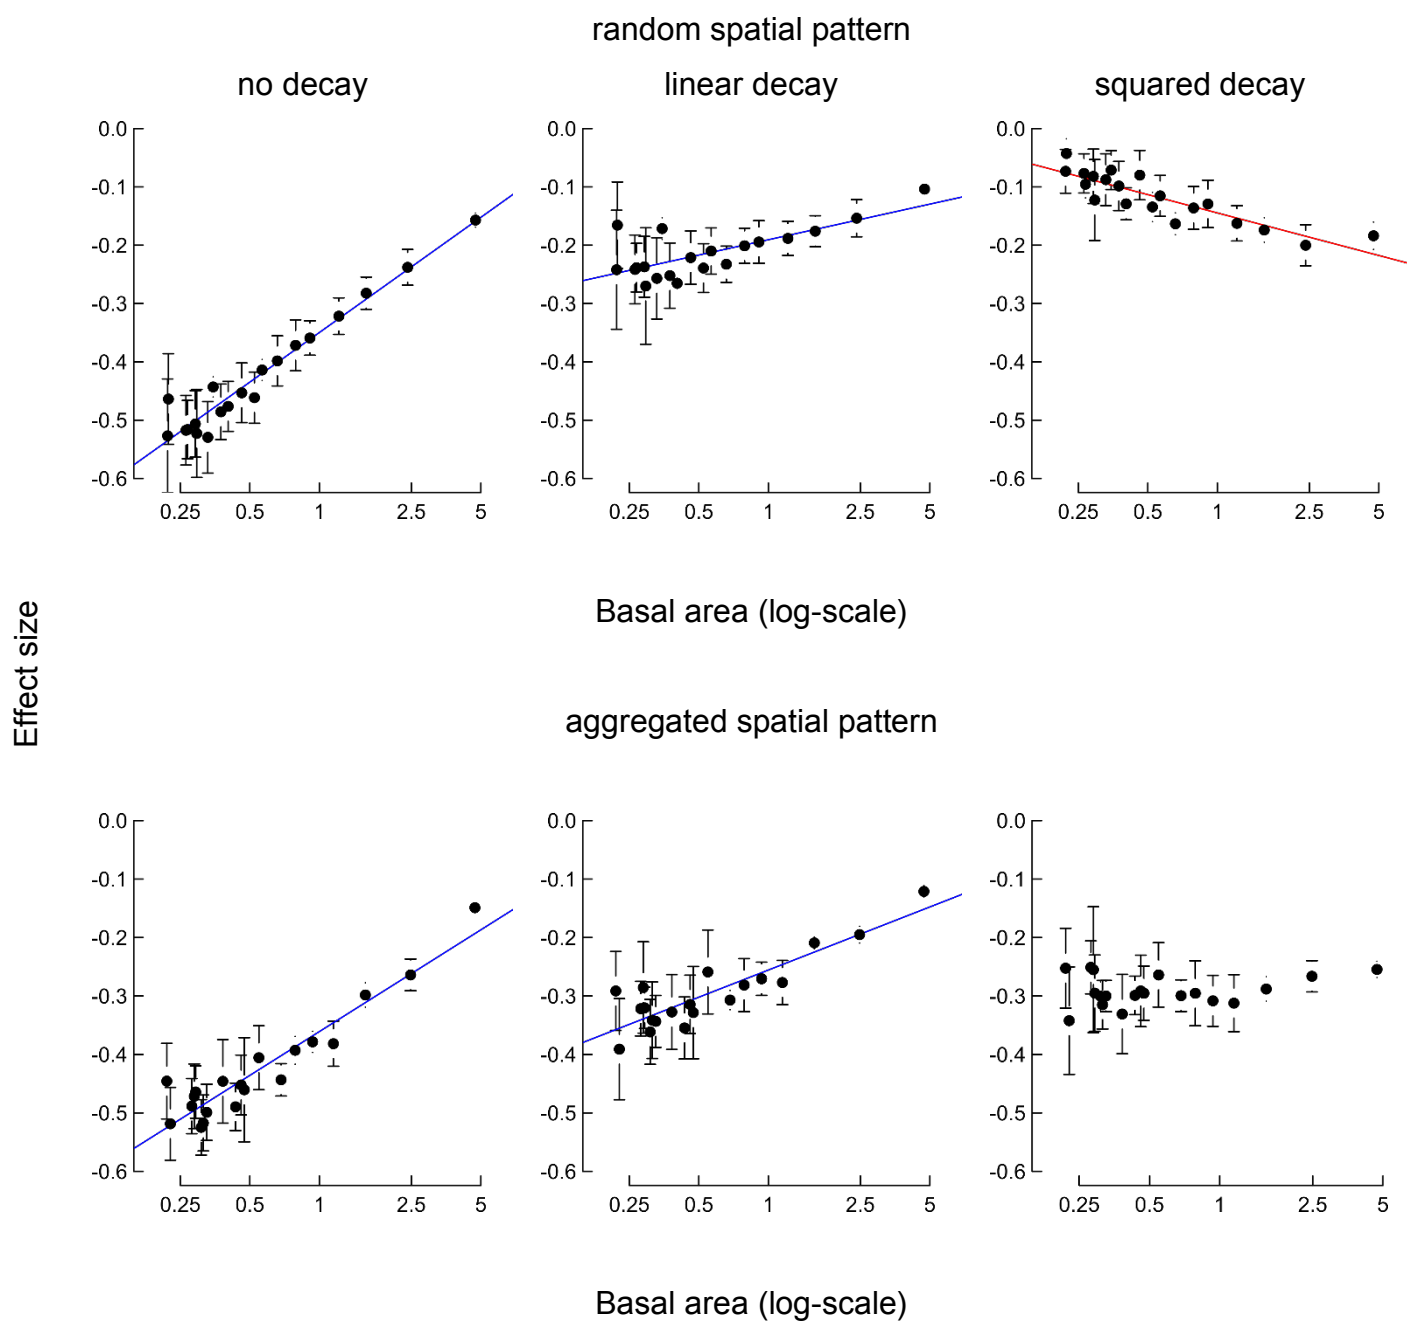 random spatial pattern
no decay linear decay squared decay
0.0 0.0 0.0
-0.1 -0.1 -0.1
-0.2 -0.2 -0.2
-0.3 -0.3 -0.3
-0.4 -0.4 -0.4
-0.5 -0.5 -0.5
-0.6 -0.6 -0.6
0.25 0.5 1 2.5 5 0.25 0.5 1 2.5 5 0.25 0.5 1 2.5 5
Basal area (log-scale)
Effect size
aggregated spatial pattern
0.0 0.0 0.0
-0.1 -0.1 -0.1
-0.2 -0.2 -0.2
-0.3 -0.3 -0.3
-0.4 -0.4 -0.4
-0.5 -0.5 -0.5
-0.6 -0.6 -0.6
0.25 0.5 1 2.5 5 0.25 0.5 1 2.5 5 0.25 0.5 1 2.5 5
Basal area (log-scale)